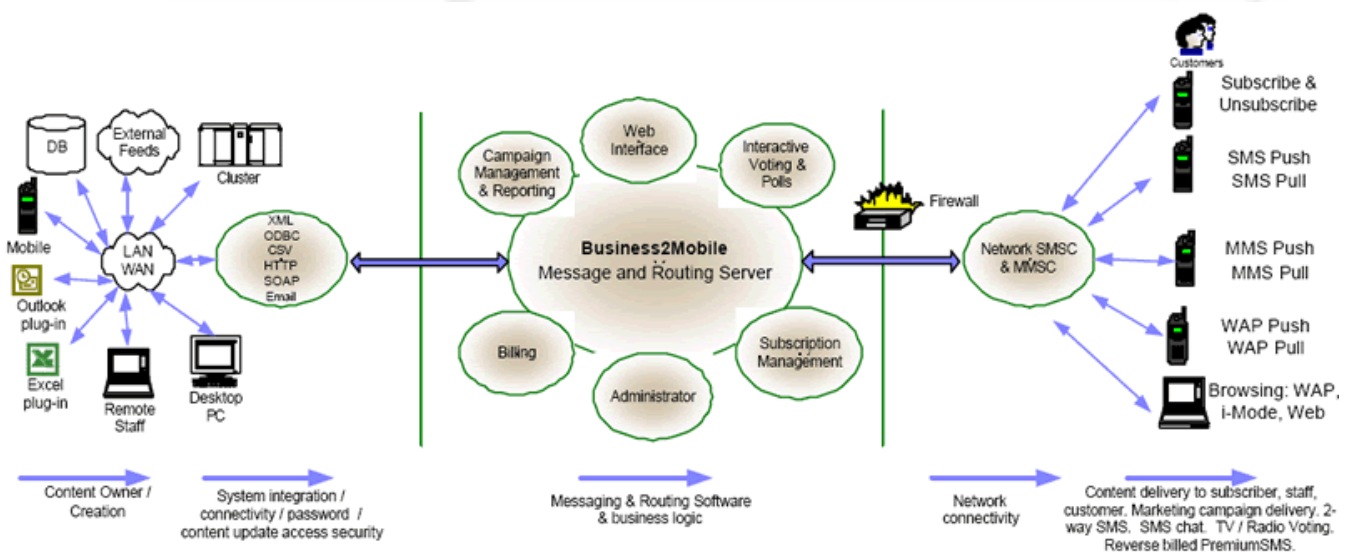 DB
External
Feeds
Cluster
Mobile
LAN
WAN
Outlook
plug-in
Excel
plug-in
Remote
Staff
Desktop
PC
XML
ODBC
CSV
HTTP
SOAP
Email
Campaign
Management
& Reporting
Web
Interface
Interactive
Voting &
Polls
Business2Mobile
Message and Routing Server
Billing
Administrator
Subscription
Management
Firewall
Network SMSC
& MMSC
Customers
Subscribe &
Unsubscribe
SMS Push
SMS Pull
MMS Push
MMS Pull
WAP Push
WAP Pull
Browsing: WAP,
i-Mode, Web
Content Owner /
Creation
System integration /
connectivity / password /
content update access security
Messaging & Routing Software
& business logic
Network
connectivity
Content delivery to subscriber, staff,
customer. Marketing campaign delivery. 2-
way SMS. SMS chat. TV / Radio Voting.
Reverse billed PremiumSMS.